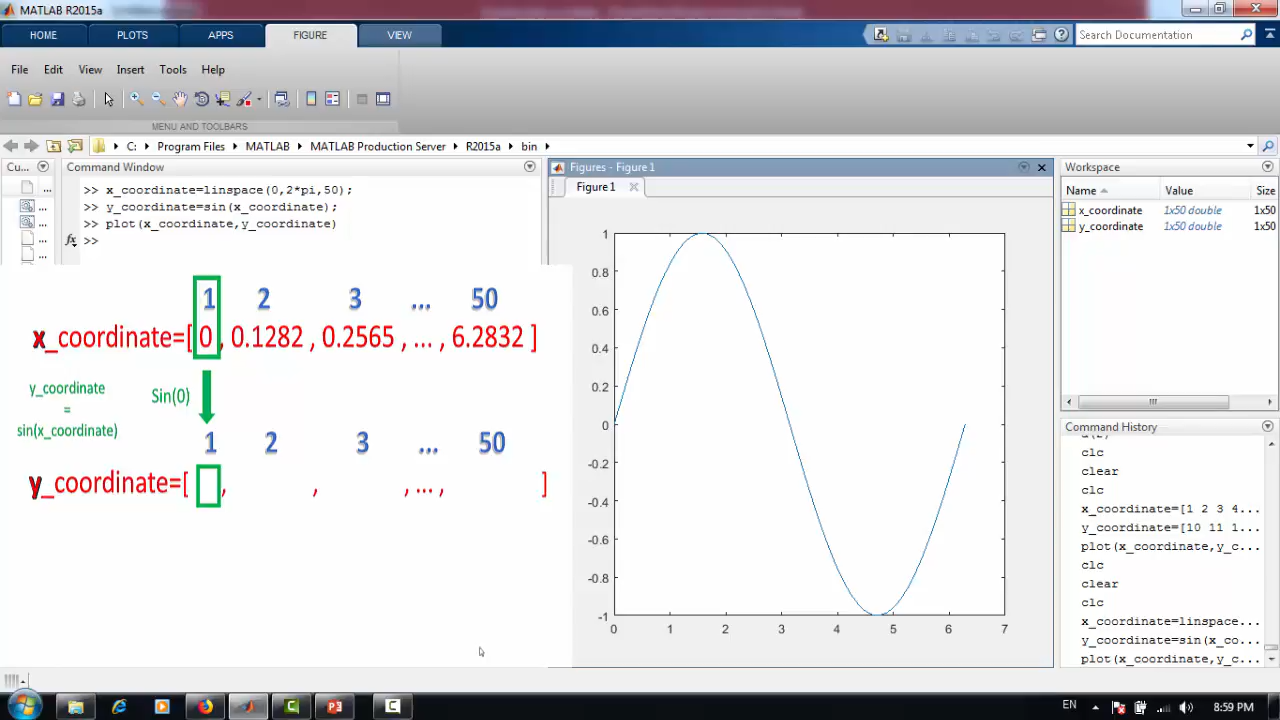 MATLAB R2015a
HOME PLOTS APPS FIGURE VIEW Search Documentation
File Edit View Insert Tools Help
MENU AND TOOLBARS
C: Program Files MATLAB MATLAB Production Server R2015a bin
Cu...
Command Window
>> x_coordinate=linspace(0,2*pi,50);
>> y_coordinate=sin(x_coordinate);
>> plot(x_coordinate,y_coordinate)
fx >>
1 2 3 ... 50
x_coordinate=[ 0 , 0.1282 , 0.2565 , ... , 6.2832 ]
y_coordinate
=
sin(x_coordinate)
Sin(0)
1 2 3 ... 50
y_coordinate=[ , , , ... , ]
Figures - Figure 1
Figure 1
1
0.8
0.6
0.4
0.2
0
-0.2
-0.4
-0.6
-0.8
-1
0 1 2 3 4 5 6 7
Workspace
Name Value Size
x_coordinate 1x50 double 1x50
y_coordinate 1x50 double 1x50
Command History
clc
clear
clc
x_coordinate=[1 2 3 4...
y_coordinate=[10 11 1...
plot(x_coordinate,y_c...
clc
clear
clc
x_coordinate=linspace...
y_coordinate=sin(x_co...
plot(x_coordinate,y_c...
EN 8:59 PM